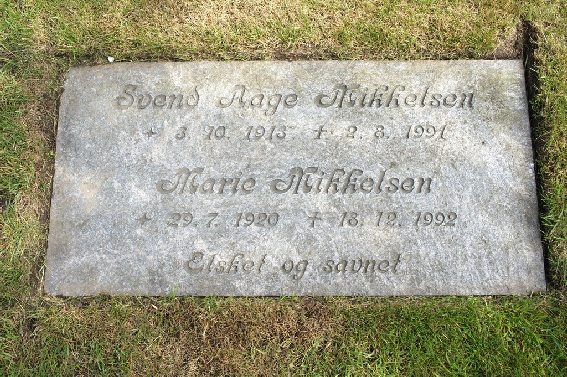 Svend Aage Mikkelsen
+ 3. 10. 1913 + 2. 8. 1991
Marie Mikkelsen
+ 29. 7. 1920 + 18. 12. 1992
Elsket og savnet